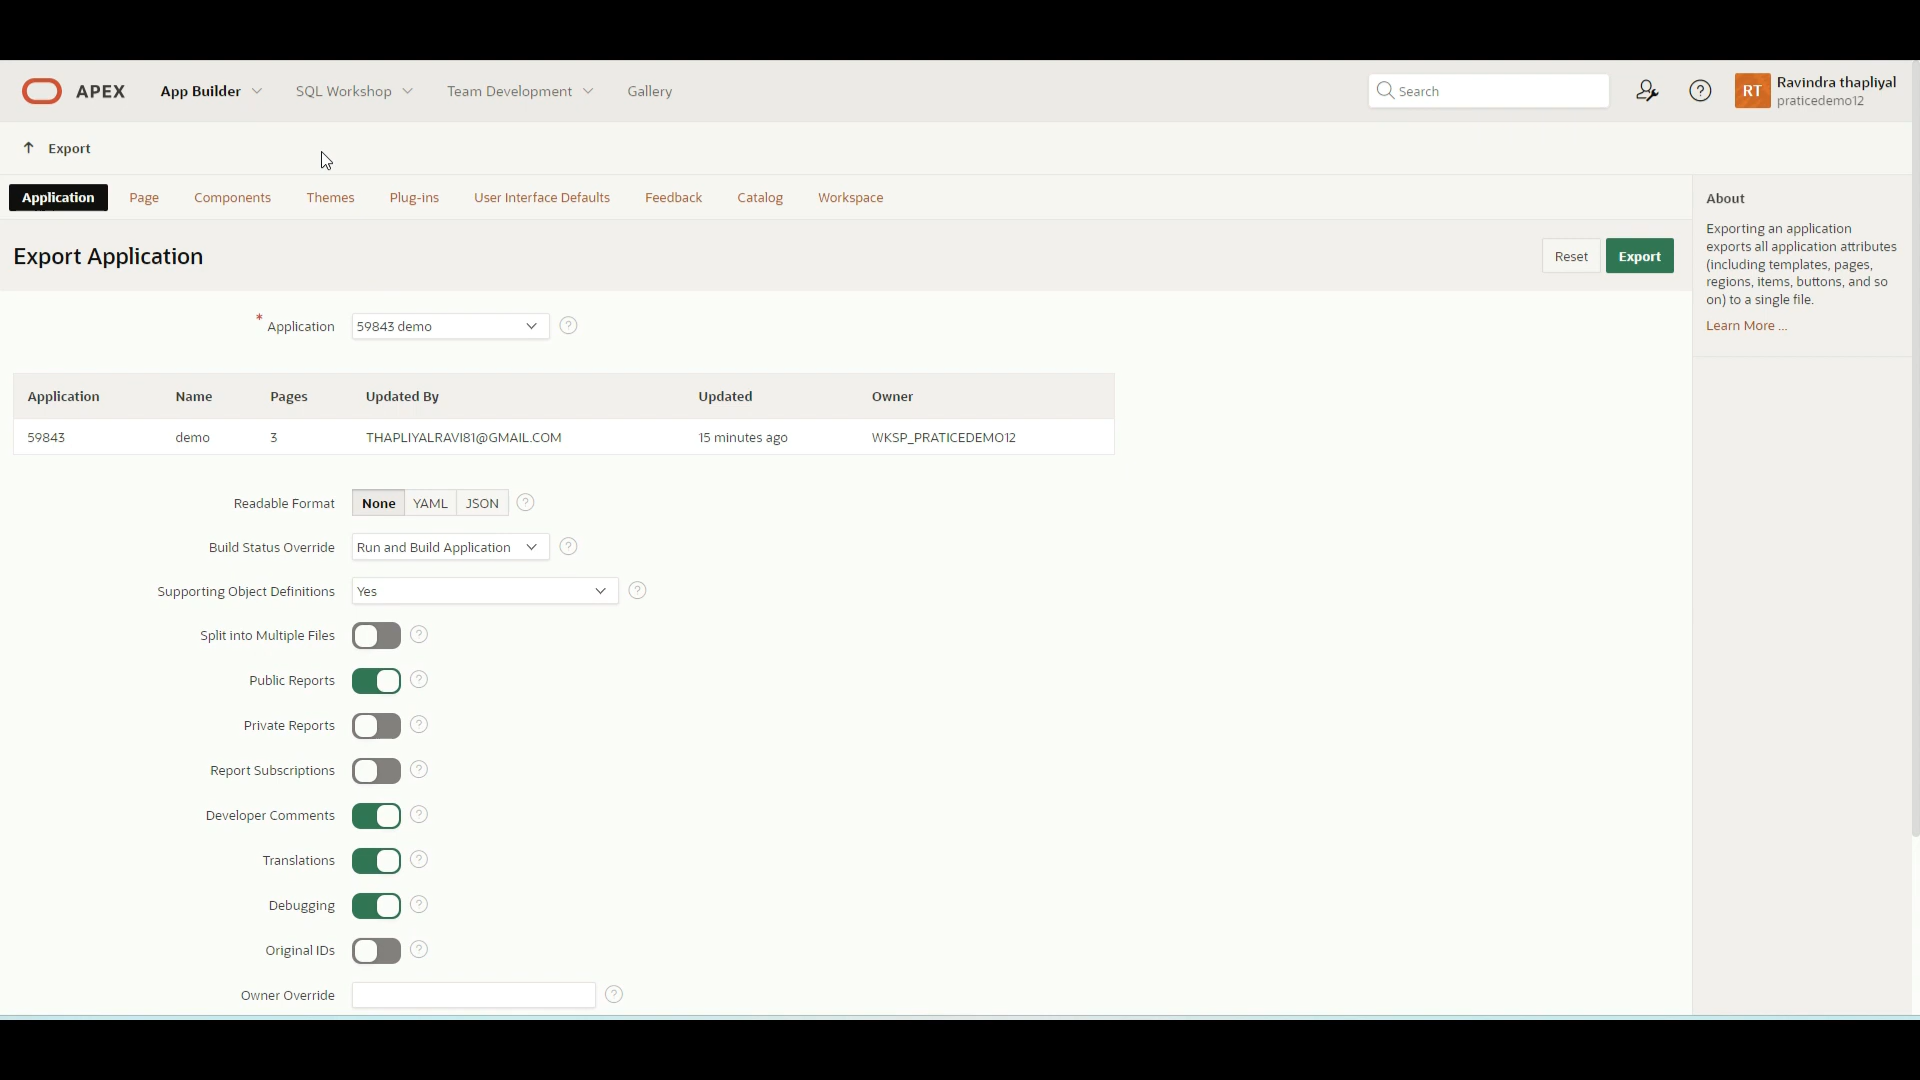 APEX App Builder SQL Workshop Team Development Gallery Search ? RT Ravindra thapliyal
praticedemo12
Export
Application Page Components Themes Plug-ins User Interface Defaults Feedback Catalog Workspace
Export Application Reset Export
* Application 59843 demo ?
Application Name Pages Updated By Updated Owner
59843 demo 3 THAPLIYALRAVI81@GMAIL.COM 15 minutes ago WKSP_PRATICEDEMO12
Readable Format None YAML JSON ?
Build Status Override Run and Build Application ?
Supporting Object Definitions Yes ?
Split into Multiple Files ?
Public Reports ?
Private Reports ?
Report Subscriptions ?
Developer Comments ?
Translations ?
Debugging ?
Original IDs ?
Owner Override ?
About
Exporting an application
exports all application attributes
(including templates, pages,
regions, items, buttons, and so
on) to a single file.
Learn More ...